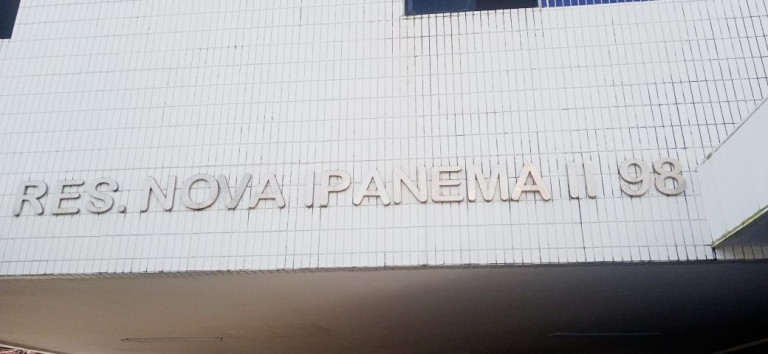 RES. NOVA IPANEMA II 98